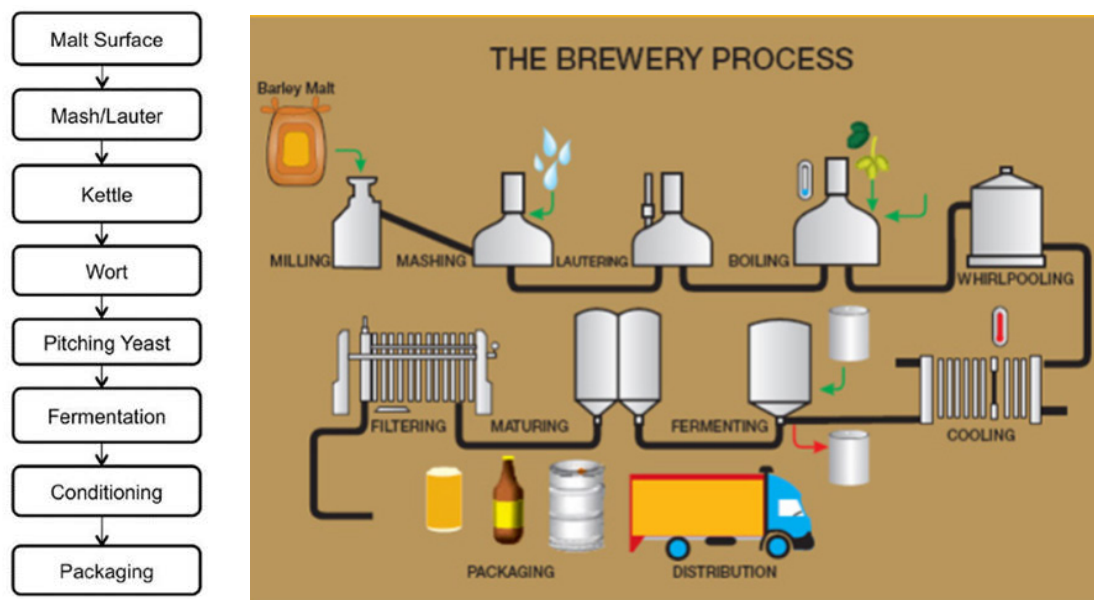 Malt Surface
Mash/Lauter
Kettle
Wort
Pitching Yeast
Fermentation
Conditioning
Packaging
THE BREWERY PROCESS
Barley Malt
MILLING
MASHING
LAUTERING
BOILING
WHIRLPOOLING
FILTERING
MATURING
FERMENTING
COOLING
PACKAGING
DISTRIBUTION